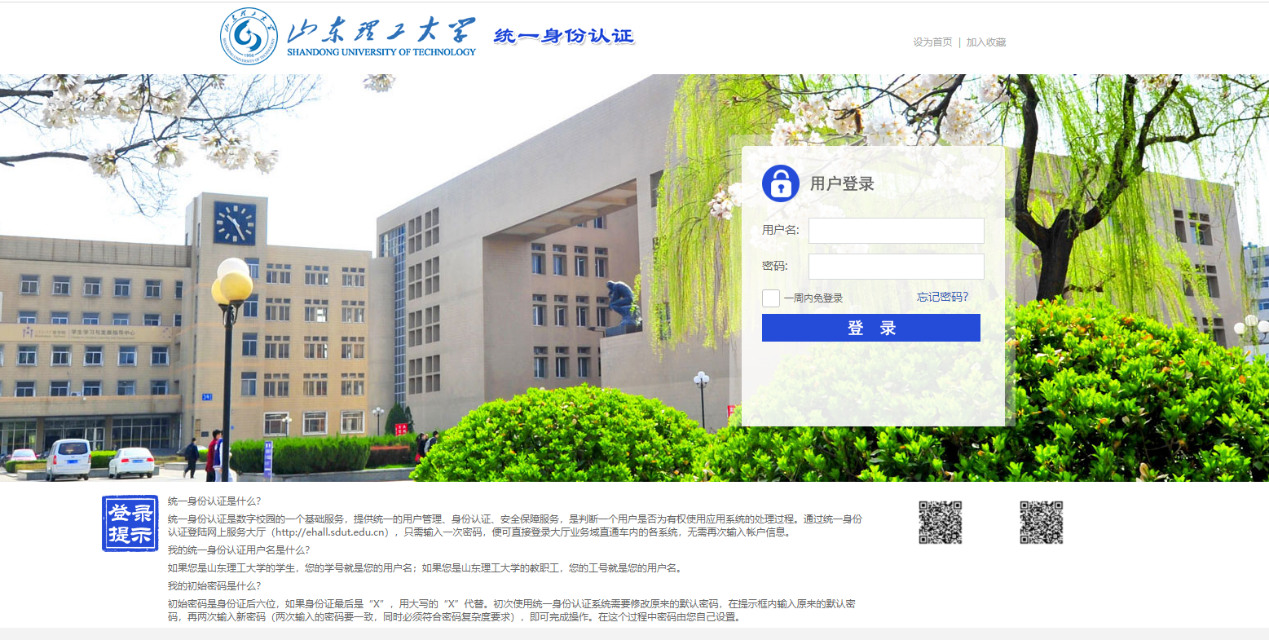 山东理工大学
SHANDONG UNIVERSITY OF TECHNOLOGY
统一身份认证
设为首页 | 加入收藏
用户登录
用户名:
密码:
一周内免登录
忘记密码?
登 录
登录提示
统一身份认证是什么?
统一身份认证是数字校园的一个基础服务，提供统一的用户管理、身份认证、安全保障服务，是判断一个用户是否为有权使用应用系统的处理过程。通过统一身份
认证登陆网上服务大厅（http://ehall.sdut.edu.cn），只需输入一次密码，便可直接登录大厅业务域直通车内的各系统，无需再次输入帐户信息。
我的统一身份认证用户名是什么?
如果您是山东理工大学的学生，您的学号就是您的用户名；如果您是山东理工大学的教职工，您的工号就是您的用户名。
我的初始密码是什么?
初始密码是身份证后六位，如果身份证最后是“X”，用大写的“X”代替。初次使用统一身份认证系统需要修改原来的默认密码，在提示框内输入原来的默认密
码，再两次输入新密码（两次输入的密码要一致，同时必须符合密码复杂度要求），即可完成操作。在这个过程中密码由您自己设置。